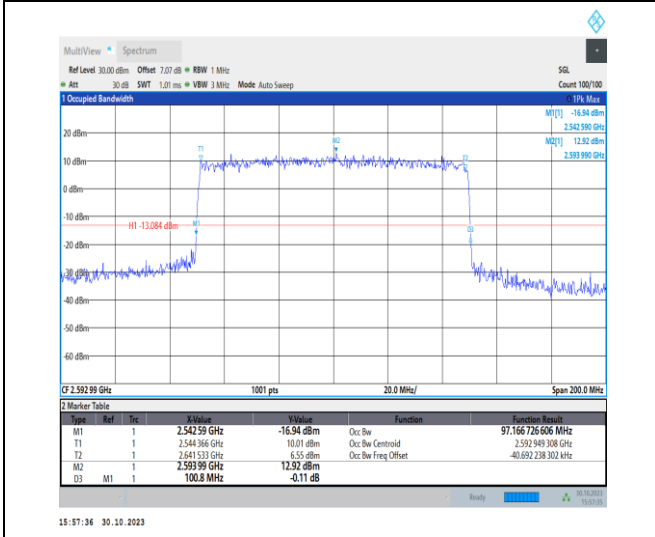 MultiView Spectrum
Ref Level 30.00 dBm Offset 7.07 dB RBW 1 MHz SGL
Att 30 dB SWT 1.01 ms VBW 3 MHz Mode Auto Sweep Count 100/100
1 Occupied Bandwidth 1Pk Max
M1[1] -16.94 dBm
2.542 590 GHz
M2[1] 12.92 dBm
2.593 990 GHz
20 dBm
M2
T1
T2
10 dBm
0 dBm
-10 dBm
H1 -13.084 dBm
M1
D3
-20 dBm
-30 dBm
-40 dBm
-50 dBm
-60 dBm
CF 2.592 99 GHz 1001 pts 20.0 MHz/ Span 200.0 MHz
2 Marker Table
Type Ref Trc X-Value Y-Value Function Function Result
M1 1 2.542 59 GHz -16.94 dBm Occ Bw 97.166 726 606 MHz
T1 1 2.544 366 GHz 10.01 dBm Occ Bw Centroid 2.592 949 308 GHz
T2 1 2.641 533 GHz 6.55 dBm Occ Bw Freq Offset -40.692 238 302 kHz
M2 1 2.593 99 GHz 12.92 dBm
D3 M1 1 100.8 MHz -0.11 dB
Ready 30.10.2023
15:57:35
15:57:36 30.10.2023